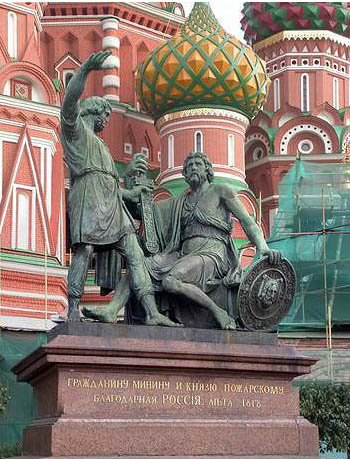 ГРАЖДАНИНУ МИНИНУ И КНЯЗЮ ПОЖАРСКОМУ
БЛАГОДАРНАЯ РОССІЯ. ЛѢТА 1818